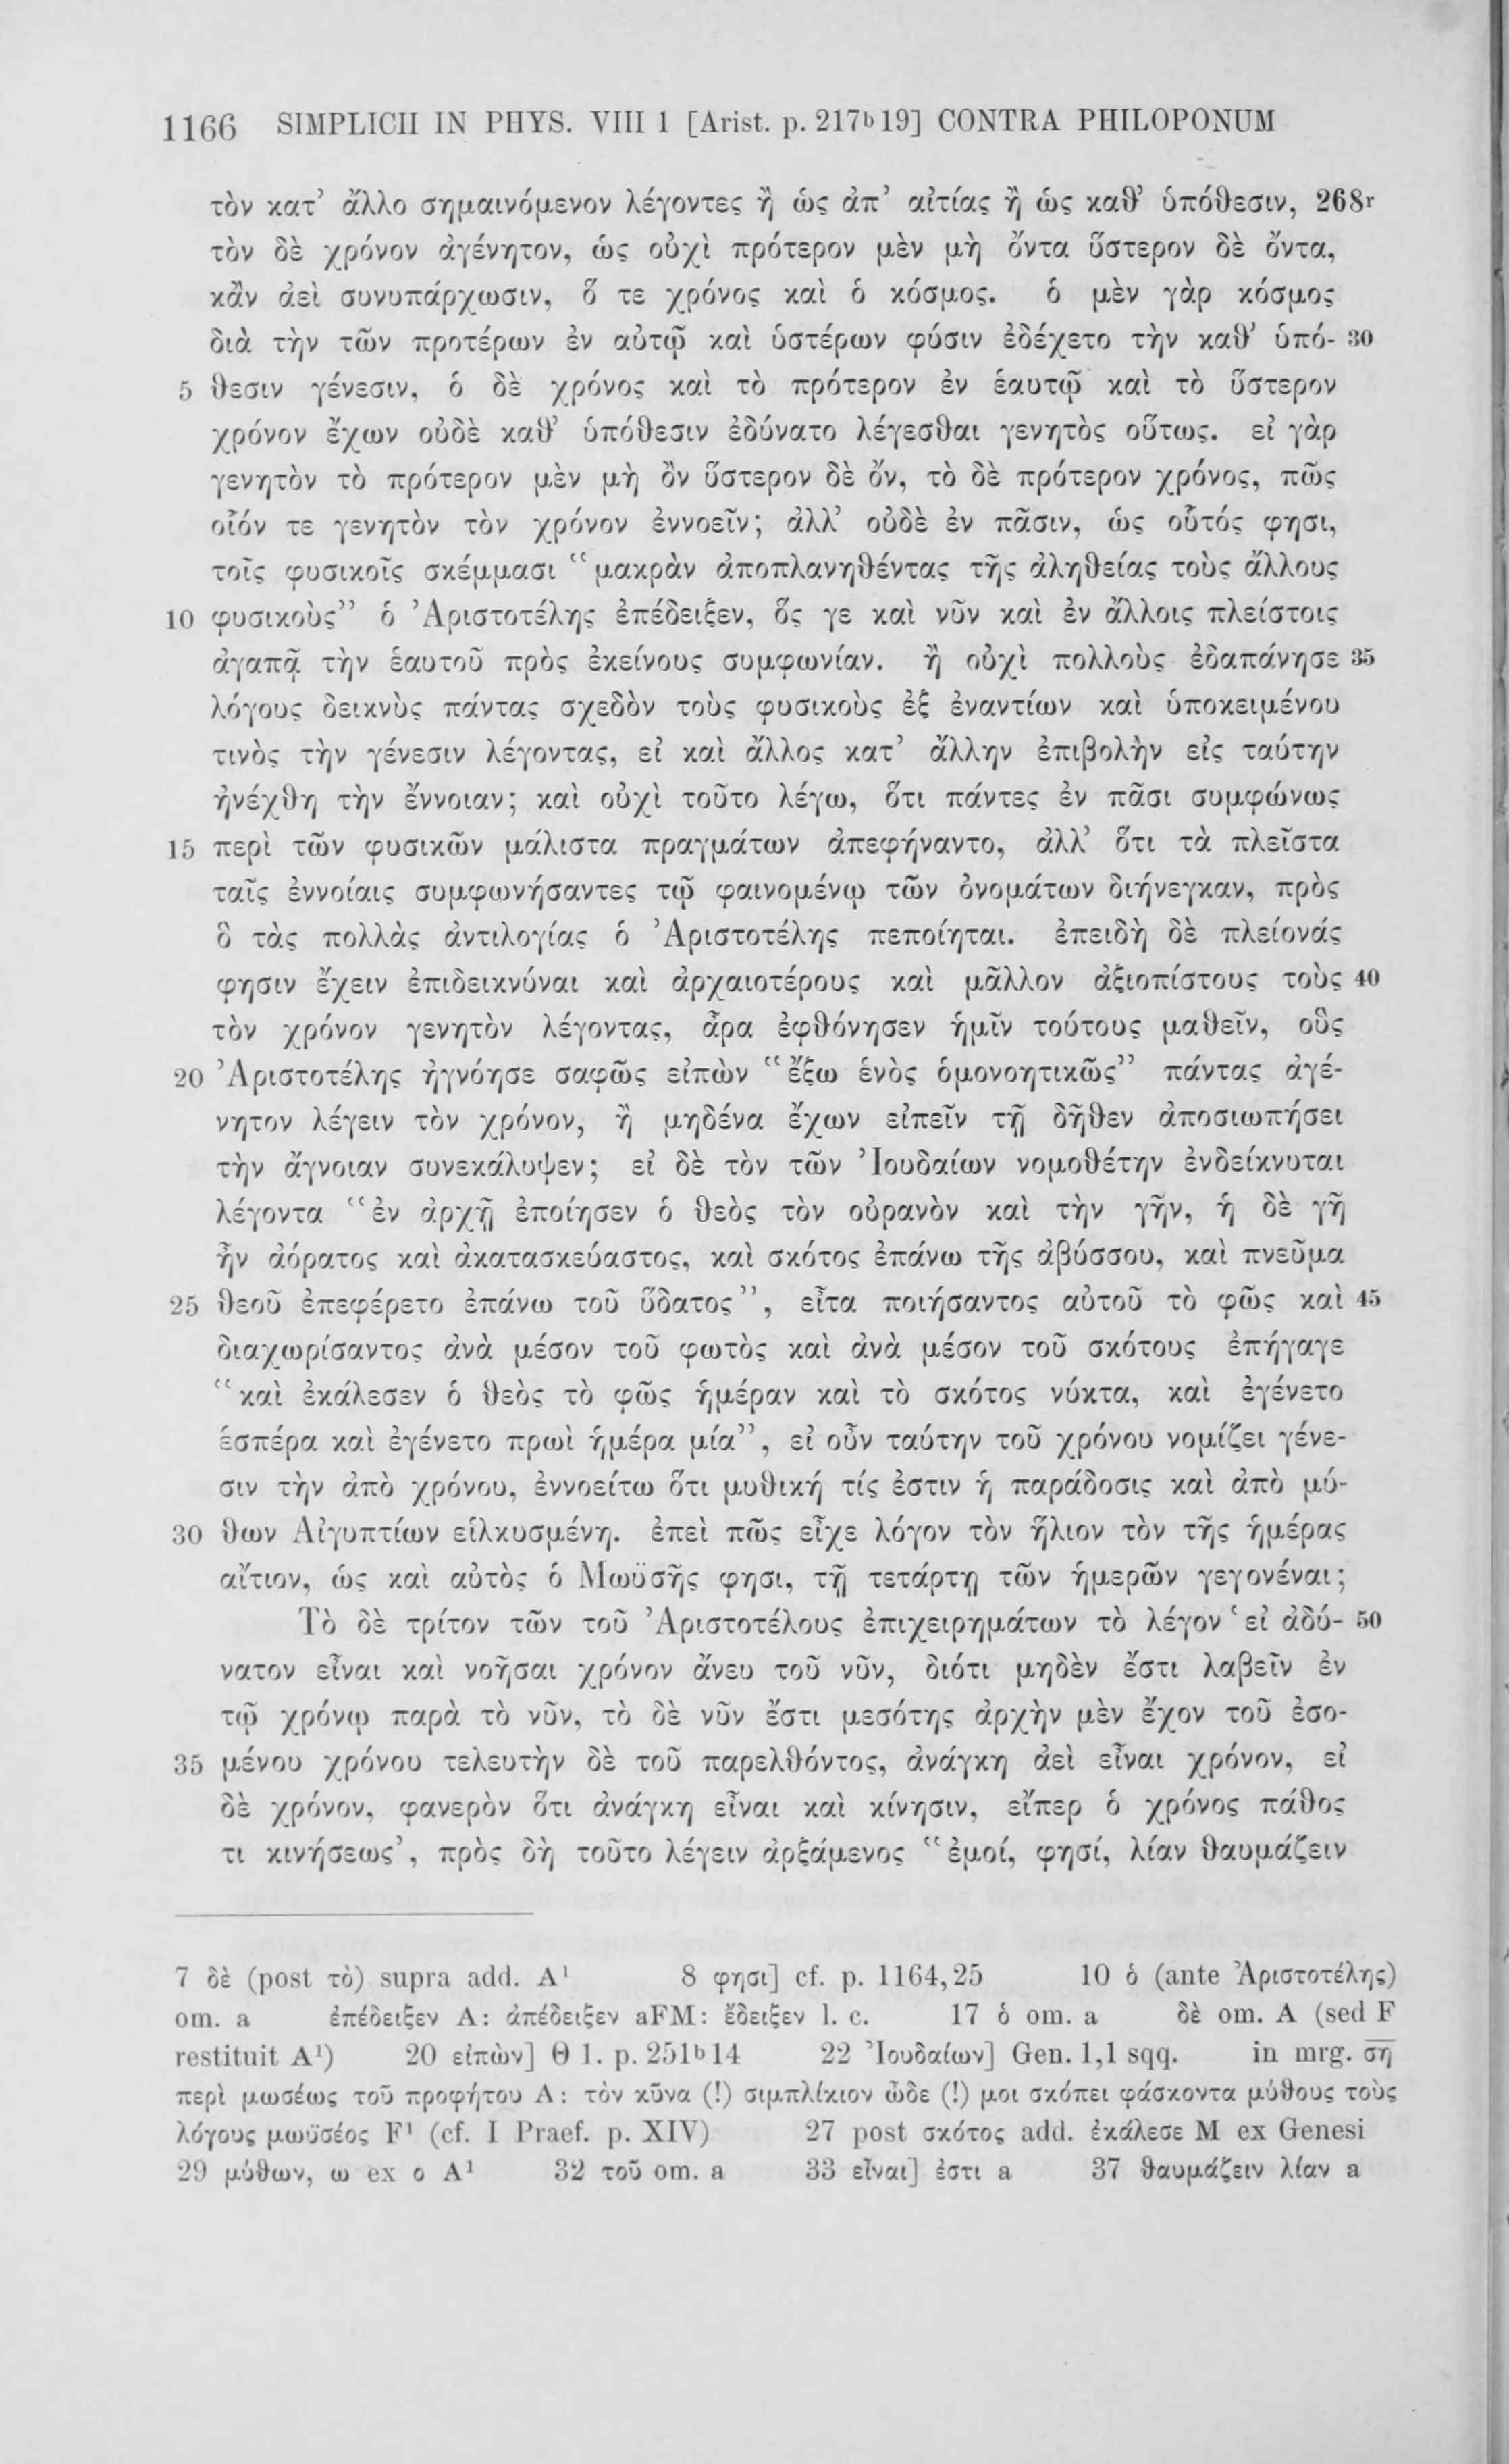 1166 SIMPLICII IN PHYS. VIII 1 [Arist. p. 217b19] CONTRA PHILOPONUM
τὸν κατ’ ἄλλο σημαινόμενον λέγοντες ἢ ὡς ἀπ’ αἰτίας ἢ ὡς καθ’ ὑπόθεσιν, 268r
τὸν δὲ χρόνον ἀγένητον, ὡς οὐχὶ πρότερον μὲν μὴ ὄντα ὕστερον δὲ ὄντα,
κἂν ἀεὶ συνυπάρχωσιν, ὅ τε χρόνος καὶ ὁ κόσμος. ὁ μὲν γὰρ κόσμος
διὰ τὴν τῶν προτέρων ἐν αὐτῷ καὶ ὑστέρων φύσιν ἐδέχετο τὴν καθ’ ὑπό- 30
5 θεσιν γένεσιν, ὁ δὲ χρόνος καὶ τὸ πρότερον ἐν ἑαυτῷ καὶ τὸ ὕστερον
χρόνον ἔχων οὐδὲ καθ’ ὑπόθεσιν ἐδύνατο λέγεσθαι γενητὸς οὕτως. εἰ γὰρ
γενητὸν τὸ πρότερον μὲν μὴ ὂν ὕστερον δὲ ὄν, τὸ δὲ πρότερον χρόνος, πῶς
οἷόν τε γενητὸν τὸν χρόνον ἐννοεῖν; ἀλλ’ οὐδὲ ἐν πᾶσιν, ὡς οὗτός φησι,
τοῖς φυσικοῖς σκέμμασι “μακρὰν ἀποπλανηθέντας τῆς ἀληθείας τοὺς ἄλλους
10 φυσικοὺς” ὁ Ἀριστοτέλης ἐπέδειξεν, ὅς γε καὶ νῦν καὶ ἐν ἄλλοις πλείστοις
ἀγαπᾷ τὴν ἑαυτοῦ πρὸς ἐκείνους συμφωνίαν. ἢ οὐχὶ πολλοὺς ἐδαπάνησε 35
λόγους δεικνὺς πάντας σχεδὸν τοὺς φυσικοὺς ἐξ ἐναντίων καὶ ὑποκειμένου
τινὸς τὴν γένεσιν λέγοντας, εἰ καὶ ἄλλος κατ’ ἄλλην ἐπιβολὴν εἰς ταύτην
ἠνέχθη τὴν ἔννοιαν; καὶ οὐχὶ τοῦτο λέγω, ὅτι πάντες ἐν πᾶσι συμφώνως
15 περὶ τῶν φυσικῶν μάλιστα πραγμάτων ἀπεφήναντο, ἀλλ’ ὅτι τὰ πλεῖστα
ταῖς ἐννοίαις συμφωνήσαντες τῷ φαινομένῳ τῶν ὀνομάτων διήνεγκαν, πρὸς
ὃ τὰς πολλὰς ἀντιλογίας ὁ Ἀριστοτέλης πεποίηται. ἐπειδὴ δὲ πλείονάς
φησιν ἔχειν ἐπιδεικνύναι καὶ ἀρχαιοτέρους καὶ μᾶλλον ἀξιοπίστους τοὺς 40
τὸν χρόνον γενητὸν λέγοντας, ἆρα ἐφθόνησεν ἡμῖν τούτους μαθεῖν, οὓς
20 Ἀριστοτέλης ἠγνόησε σαφῶς εἰπὼν “ἔξω ἑνὸς ὁμονοητικῶς” πάντας ἀγέ-
νητον λέγειν τὸν χρόνον, ἢ μηδένα ἔχων εἰπεῖν τῇ δῆθεν ἀποσιωπήσει
τὴν ἄγνοιαν συνεκάλυψεν; εἰ δὲ τὸν τῶν Ἰουδαίων νομοθέτην ἐνδείκνυται
λέγοντα “ἐν ἀρχῇ ἐποίησεν ὁ θεὸς τὸν οὐρανὸν καὶ τὴν γῆν, ἡ δὲ γῆ
ἦν ἀόρατος καὶ ἀκατασκεύαστος, καὶ σκότος ἐπάνω τῆς ἀβύσσου, καὶ πνεῦμα
25 θεοῦ ἐπεφέρετο ἐπάνω τοῦ ὕδατος”, εἶτα ποιήσαντος αὐτοῦ τὸ φῶς καὶ 45
διαχωρίσαντος ἀνὰ μέσον τοῦ φωτὸς καὶ ἀνὰ μέσον τοῦ σκότους ἐπήγαγε
“καὶ ἐκάλεσεν ὁ θεὸς τὸ φῶς ἡμέραν καὶ τὸ σκότος νύκτα, καὶ ἐγένετο
ἑσπέρα καὶ ἐγένετο πρωὶ ἡμέρα μία”, εἰ οὖν ταύτην τοῦ χρόνου νομίζει γένε-
σιν τὴν ἀπὸ χρόνου, ἐννοείτω ὅτι μυθική τίς ἐστιν ἡ παράδοσις καὶ ἀπὸ μύ-
30 θων Αἰγυπτίων εἱλκυσμένη. ἐπεὶ πῶς εἶχε λόγον τὸν ἥλιον τὸν τῆς ἡμέρας
αἴτιον, ὡς καὶ αὐτὸς ὁ Μωϋσῆς φησι, τῇ τετάρτῃ τῶν ἡμερῶν γεγονέναι;
Τὸ δὲ τρίτον τῶν τοῦ Ἀριστοτέλους ἐπιχειρημάτων τὸ λέγον ‘εἰ ἀδύ- 50
νατον εἶναι καὶ νοῆσαι χρόνον ἄνευ τοῦ νῦν, διότι μηδὲν ἔστι λαβεῖν ἐν
τῷ χρόνῳ παρὰ τὸ νῦν, τὸ δὲ νῦν ἔστι μεσότης ἀρχὴν μὲν ἔχον τοῦ ἐσο-
35 μένου χρόνου τελευτὴν δὲ τοῦ παρελθόντος, ἀνάγκη ἀεὶ εἶναι χρόνον, εἰ
δὲ χρόνον, φανερὸν ὅτι ἀνάγκη εἶναι καὶ κίνησιν, εἴπερ ὁ χρόνος πάθος
τι κινήσεως’, πρὸς δὴ τοῦτο λέγειν ἀρξάμενος “ἐμοί, φησί, λίαν θαυμάζειν
7 δὲ (post τὸ) supra add. A¹ 8 φησι] cf. p. 1164,25 10 ὁ (ante Ἀριστοτέλης)
om. a ἐπέδειξεν A: ἀπέδειξεν aFM: ἔδειξεν l. c. 17 ὁ om. a δὲ om. A (sed F
restituit A¹) 20 εἰπὼν] Θ 1. p. 251b14 22 Ἰουδαίων] Gen. 1,1 sqq. in mrg. ση
περὶ μωσέως τοῦ προφήτου A: τὸν κῦνα (!) σιμπλίκιον ὧδε (!) μοι σκόπει φάσκοντα μύθους τοὺς
λόγους μωϋσέος F¹ (cf. I Praef. p. XIV) 27 post σκότος add. ἐκάλεσε M ex Genesi
29 μύθων, ω ex ο A¹ 32 τοῦ om. a 33 εἶναι] ἐστι a 37 θαυμάζειν λίαν a